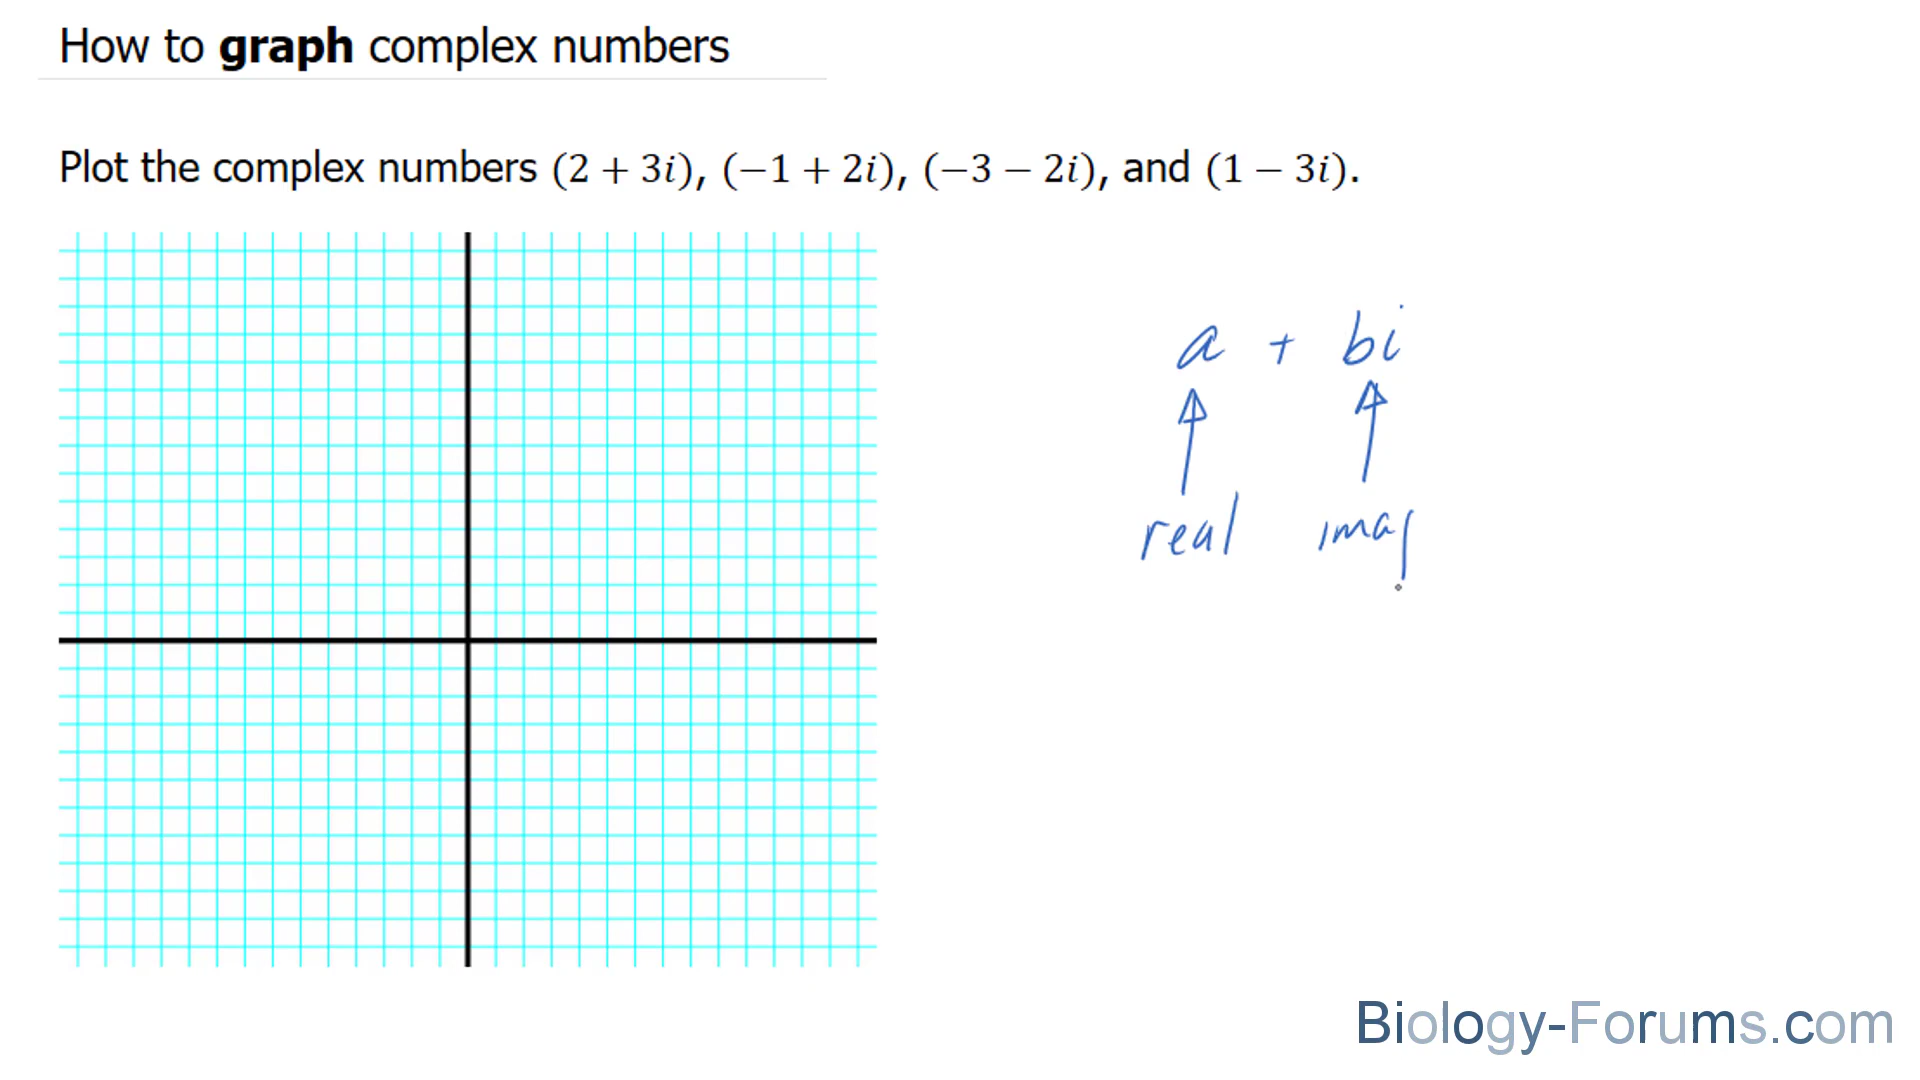 How to graph complex numbers
Plot the complex numbers (2 + 3i), (−1 + 2i), (−3 − 2i), and (1 − 3i).
a + bi
real imag
Biology-Forums.com